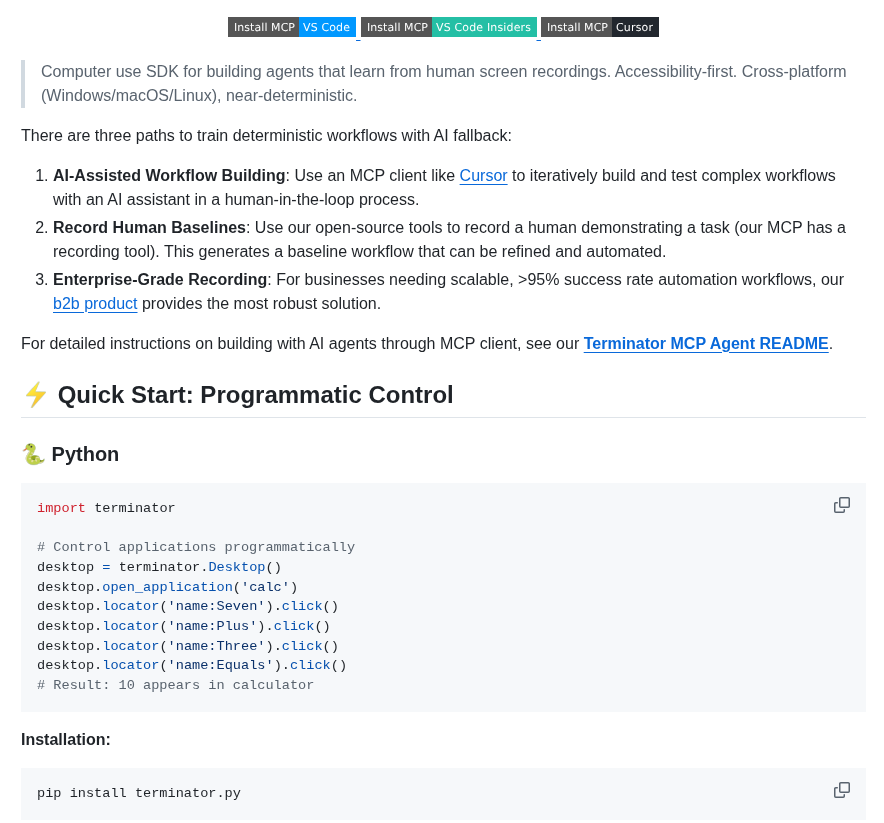 Install MCP VS Code Install MCP VS Code Insiders Install MCP Cursor
Computer use SDK for building agents that learn from human screen recordings. Accessibility-first. Cross-platform
(Windows/macOS/Linux), near-deterministic.
There are three paths to train deterministic workflows with AI fallback:
1. AI-Assisted Workflow Building: Use an MCP client like Cursor to iteratively build and test complex workflows
with an AI assistant in a human-in-the-loop process.
2. Record Human Baselines: Use our open-source tools to record a human demonstrating a task (our MCP has a
recording tool). This generates a baseline workflow that can be refined and automated.
3. Enterprise-Grade Recording: For businesses needing scalable, >95% success rate automation workflows, our
b2b product provides the most robust solution.
For detailed instructions on building with AI agents through MCP client, see our Terminator MCP Agent README.
⚡ Quick Start: Programmatic Control
🐍 Python
import terminator
# Control applications programmatically
desktop = terminator.Desktop()
desktop.open_application('calc')
desktop.locator('name:Seven').click()
desktop.locator('name:Plus').click()
desktop.locator('name:Three').click()
desktop.locator('name:Equals').click()
# Result: 10 appears in calculator
Installation:
pip install terminator.py